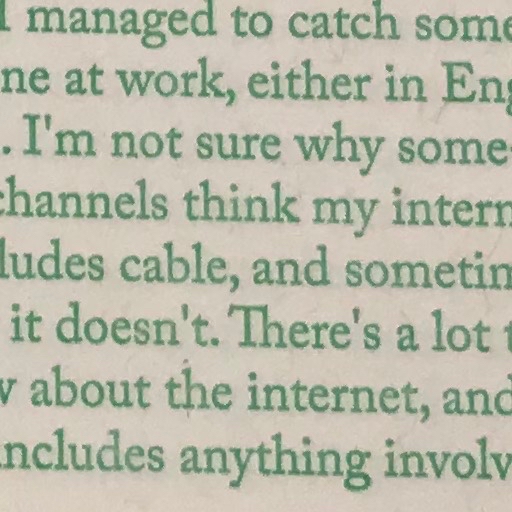 I managed to catch some
ne at work, either in Eng
. I'm not sure why some-
channels think my intern
ludes cable, and sometim
it doesn't. There's a lot t
w about the internet, and
includes anything involv